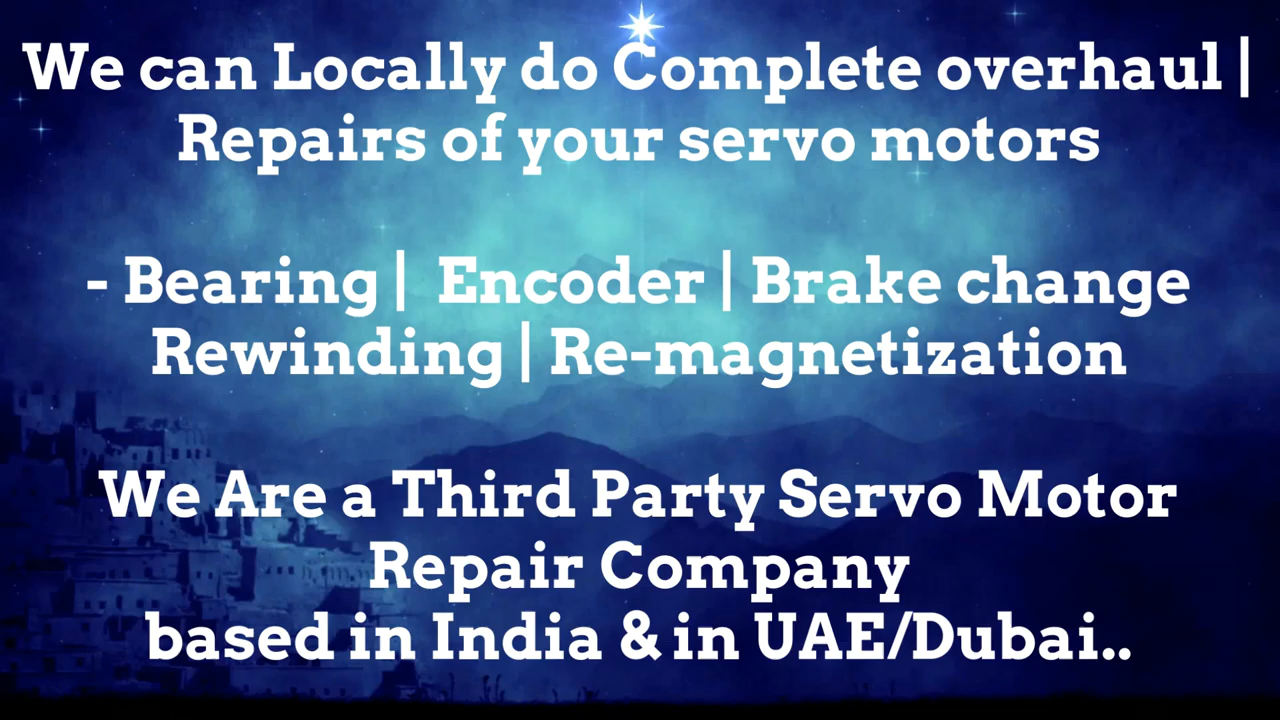 We can Locally do Complete overhaul |
Repairs of your servo motors
- Bearing | Encoder | Brake change
Rewinding | Re-magnetization
We Are a Third Party Servo Motor
Repair Company
based in India & in UAE/Dubai..